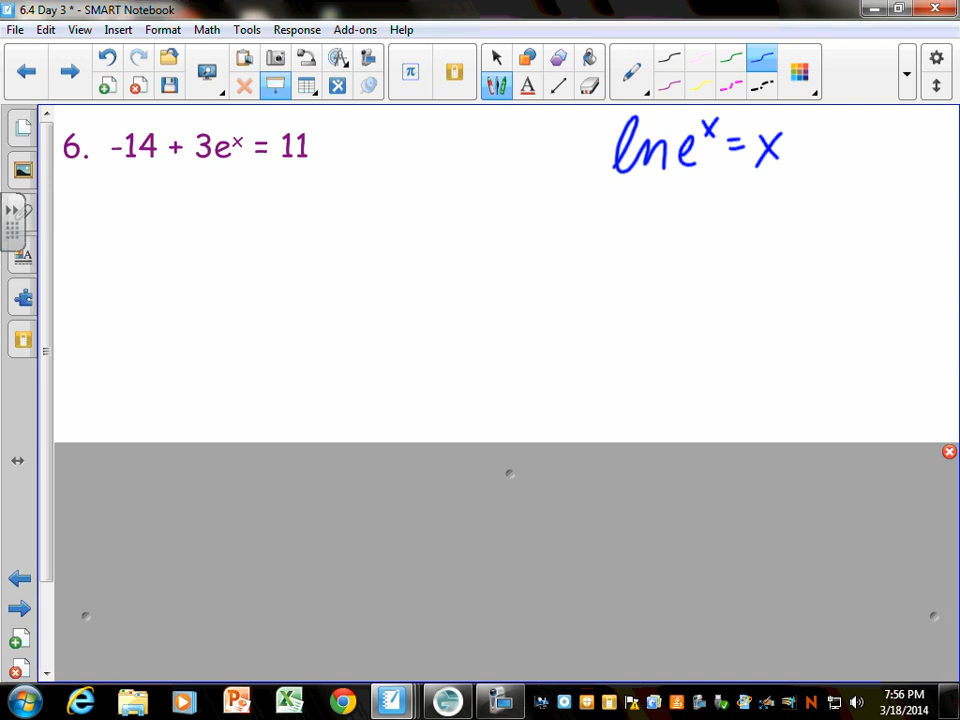 6.4 Day 3 * - SMART Notebook
File Edit View Insert Format Math Tools Response Add-ons Help
6. -14 + 3eˣ = 11
ln eˣ = x
7:56 PM
3/18/2014